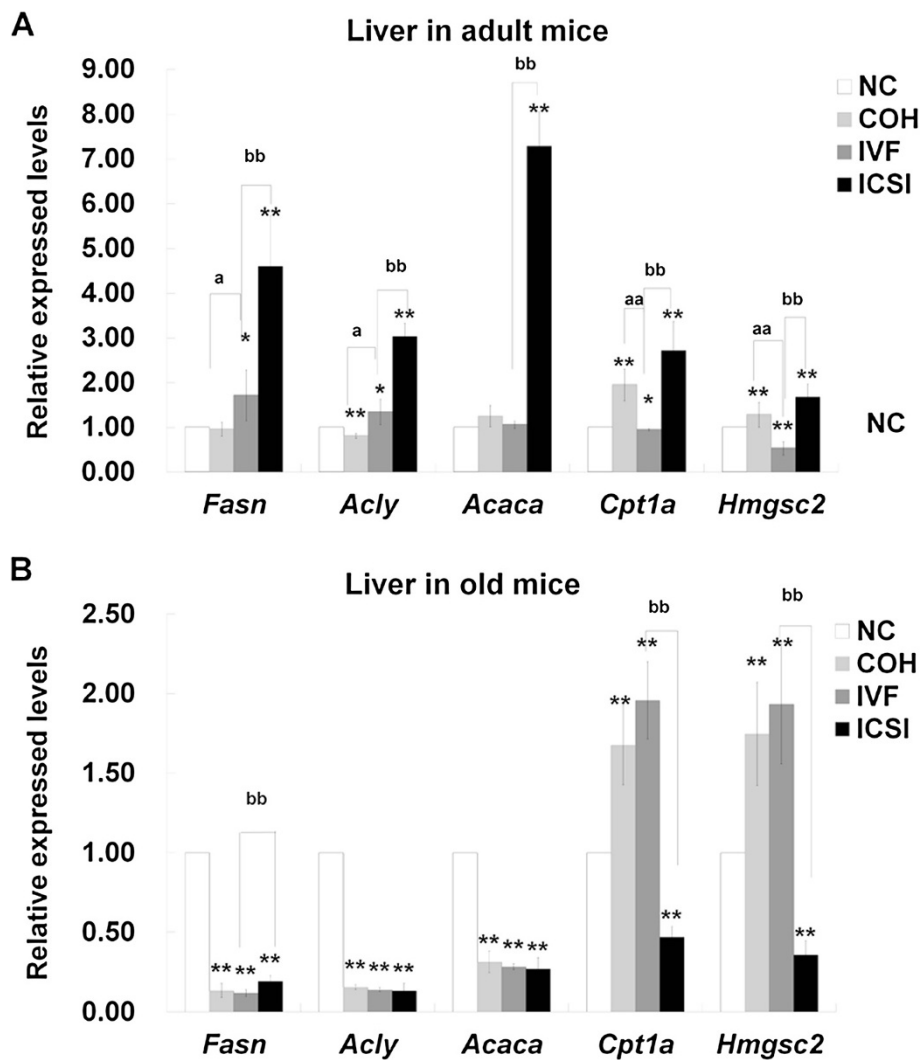 A
Liver in adult mice
Relative expressed levels
9.00
8.00
7.00
6.00
5.00
4.00
3.00
2.00
1.00
0.00
a
bb
*
**
a
bb
**
*
**
bb
**
aa
bb
**
*
**
aa
bb
**
**
**
Fasn
Acly
Acaca
Cpt1a
Hmgsc2
NC
COH
IVF
ICSI
NC
B
Liver in old mice
Relative expressed levels
2.50
2.00
1.50
1.00
0.50
0.00
bb
** ** **
** ** **
** ** **
bb
**
**
**
bb
**
**
**
Fasn
Acly
Acaca
Cpt1a
Hmgsc2
NC
COH
IVF
ICSI